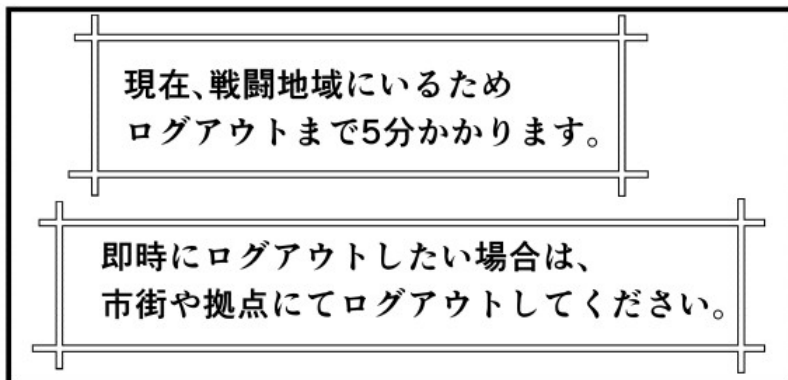 現在、戦闘地域にいるため
ログアウトまで5分かかります。
即時にログアウトしたい場合は、
市街や拠点にてログアウトしてください。